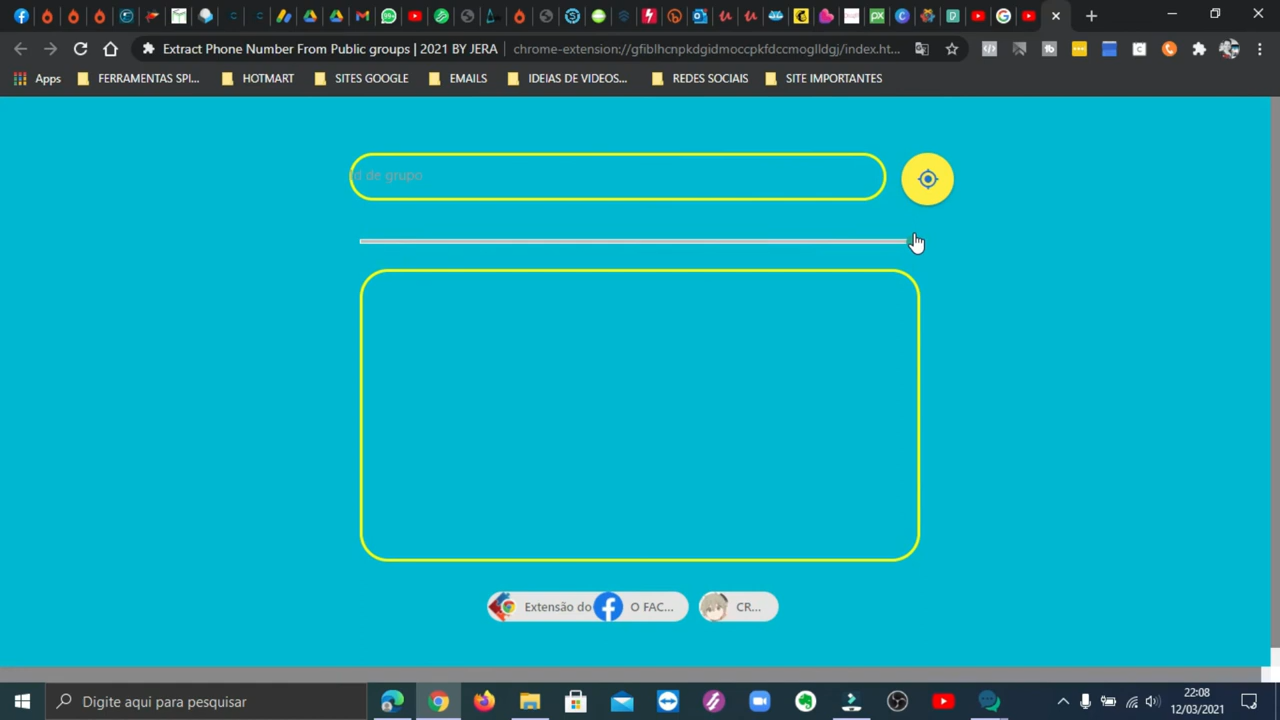 Extract Phone Number From Public groups | 2021 BY JERA
chrome-extension://gfiblhcnpkdgidmoccpkfdccmoglldgj/index.ht...
Apps FERRAMENTAS SPI... HOTMART SITES GOOGLE EMAILS IDEIAS DE VIDEOS... REDES SOCIAIS SITE IMPORTANTES
d de grupo
Extensão do O FAC... CR...
Digite aqui para pesquisar
22:08
12/03/2021